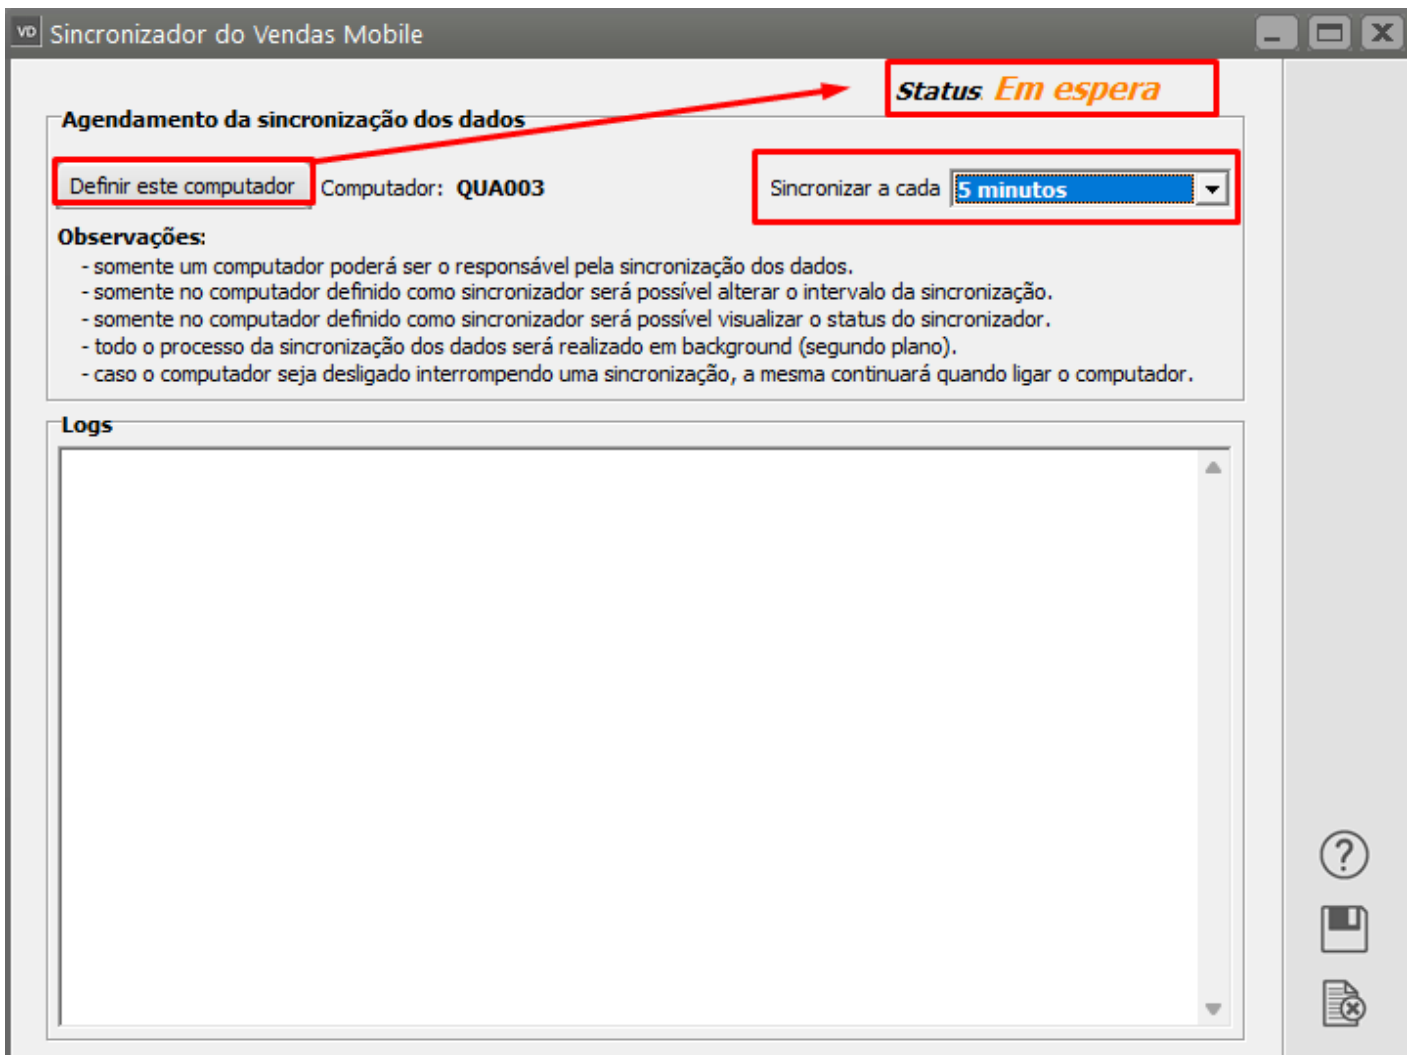 VD Sincronizador do Vendas Mobile
Status: Em espera
Agendamento da sincronização dos dados
Definir este computador Computador: QUA003 Sincronizar a cada 5 minutos
Observações:
- somente um computador poderá ser o responsável pela sincronização dos dados.
- somente no computador definido como sincronizador será possível alterar o intervalo da sincronização.
- somente no computador definido como sincronizador será possível visualizar o status do sincronizador.
- todo o processo da sincronização dos dados será realizado em background (segundo plano).
- caso o computador seja desligado interrompendo uma sincronização, a mesma continuará quando ligar o computador.
Logs
?